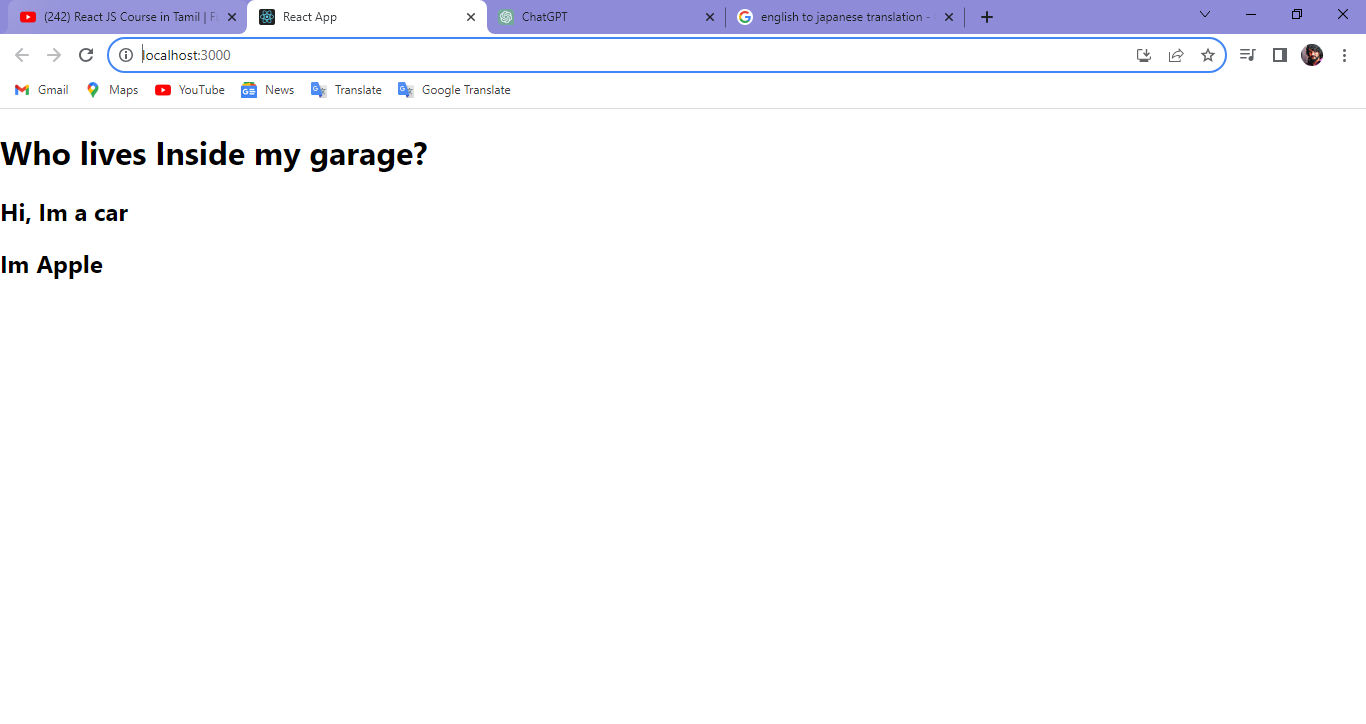 (242) React JS Course in Tamil |
React App
ChatGPT
english to japanese translation -
localhost:3000
Gmail
Maps
YouTube
News
Translate
Google Translate
Who lives Inside my garage?
Hi, Im a car
Im Apple